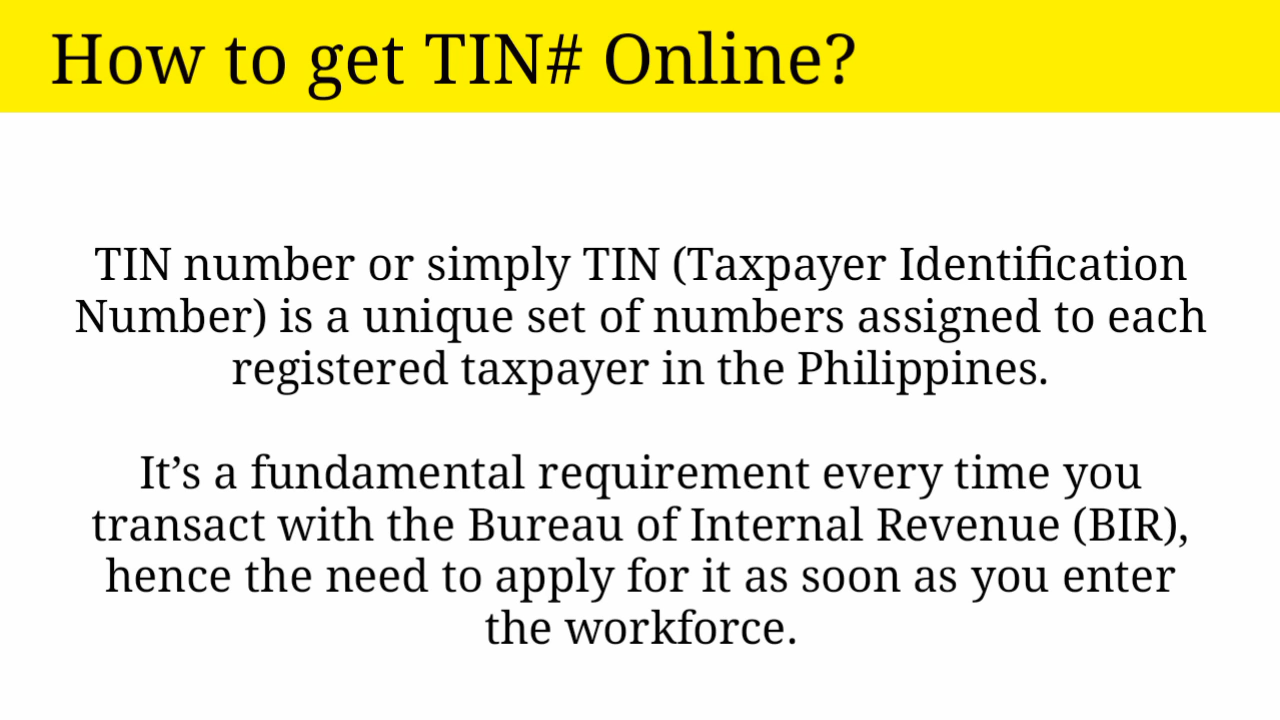 How to get TIN# Online?
TIN number or simply TIN (Taxpayer Identification
Number) is a unique set of numbers assigned to each
registered taxpayer in the Philippines.
It’s a fundamental requirement every time you
transact with the Bureau of Internal Revenue (BIR),
hence the need to apply for it as soon as you enter
the workforce.